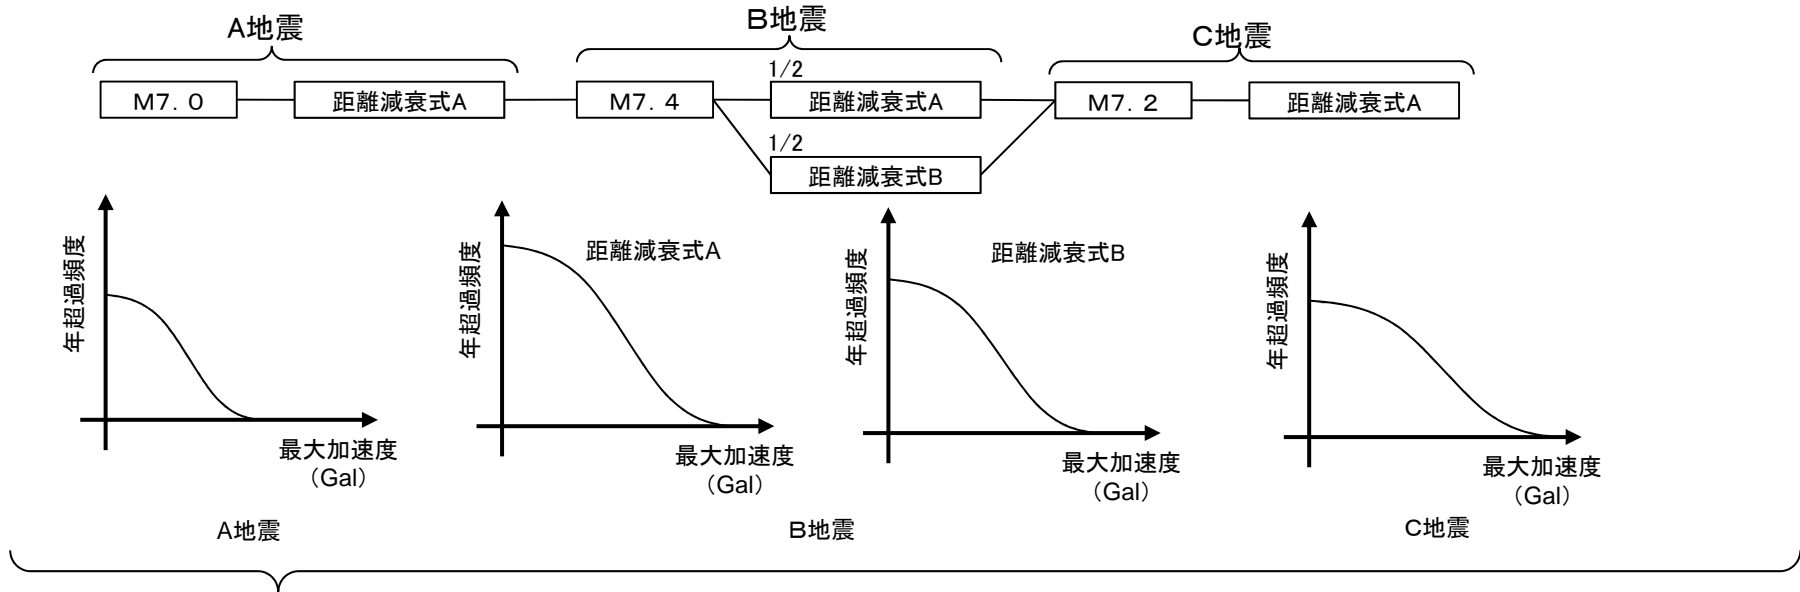 A地震
B地震
C地震
M7.0
距離減衰式A
M7.4
1/2
距離減衰式A
1/2
距離減衰式B
M7.2
距離減衰式A
年超過頻度
最大加速度
(Gal)
年超過頻度
距離減衰式A
最大加速度
(Gal)
年超過頻度
距離減衰式B
最大加速度
(Gal)
年超過頻度
最大加速度
(Gal)
A地震
B地震
C地震